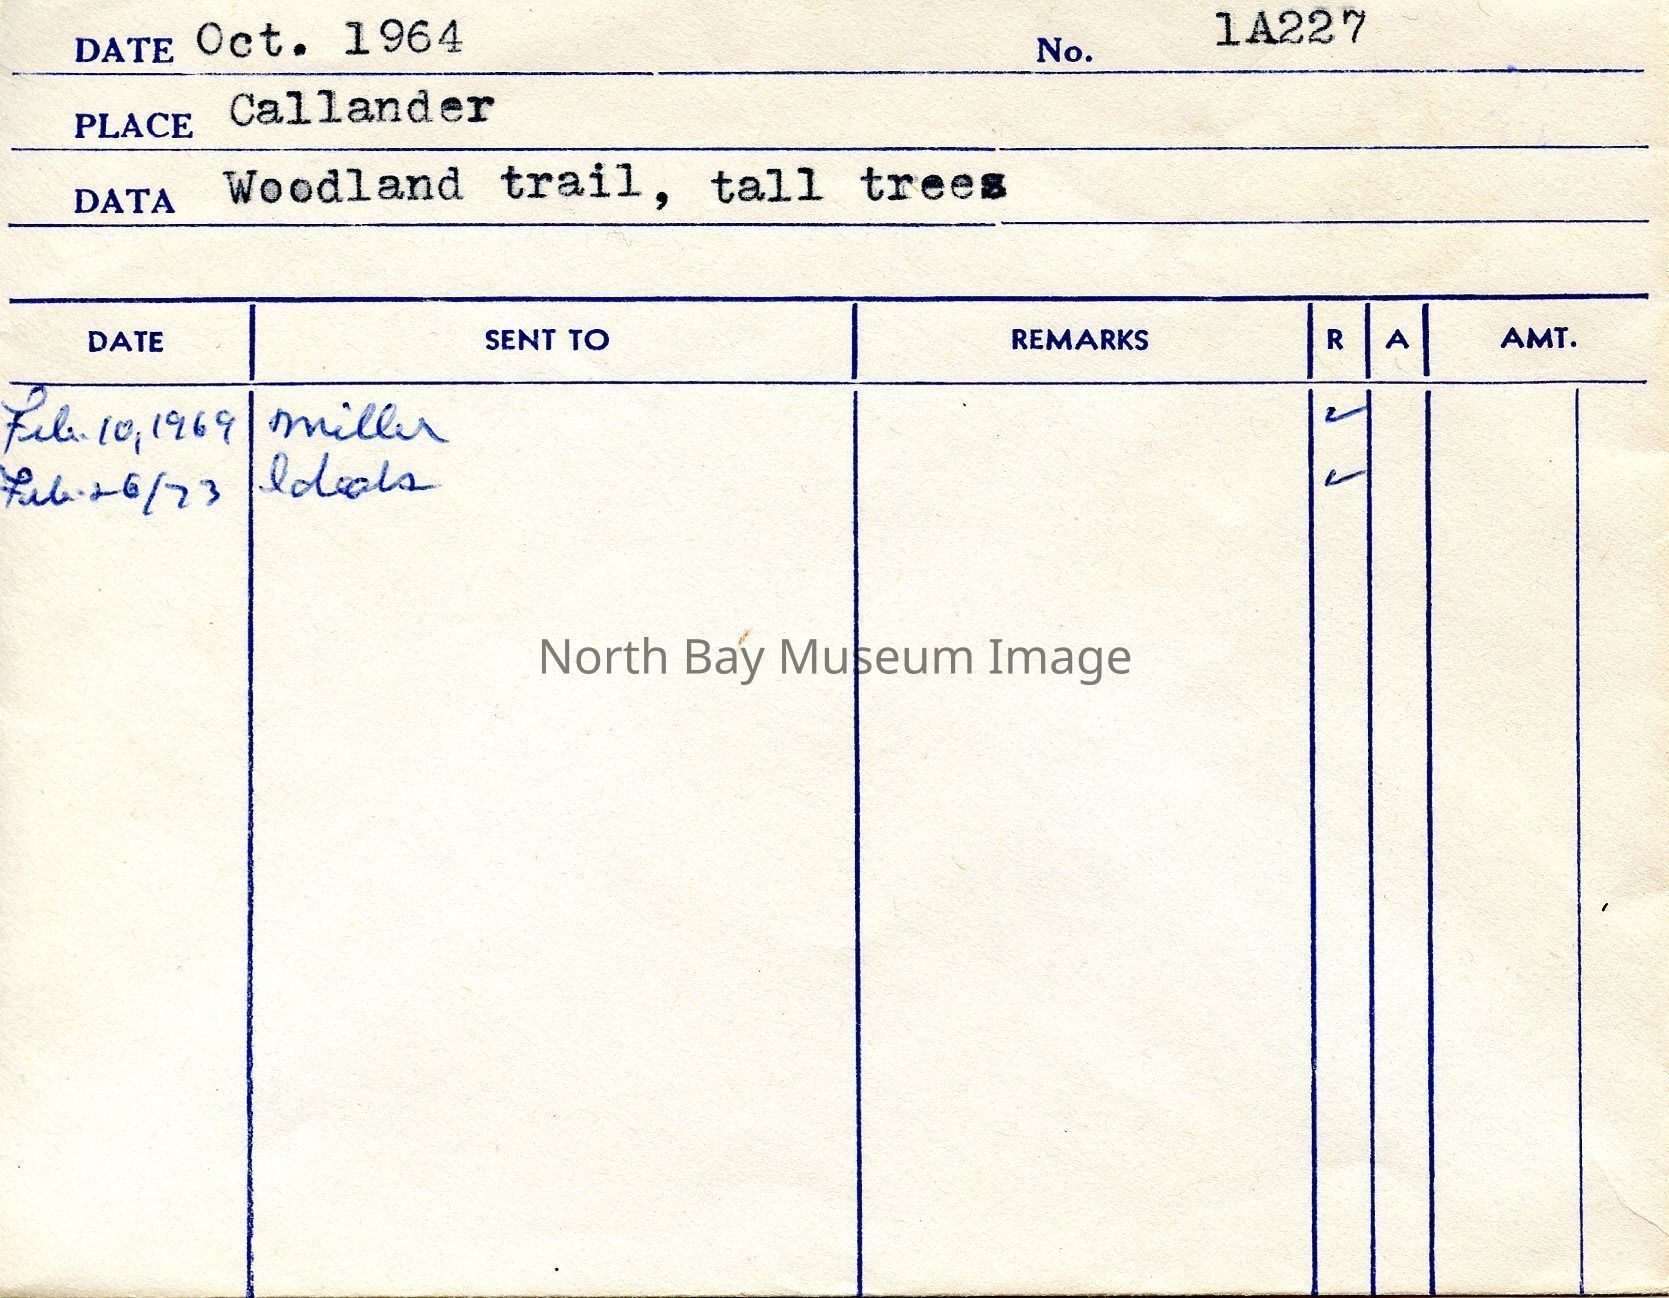 DATE Oct. 1964 No. 1A227
PLACE Callander
DATA Woodland trail, tall trees
DATE SENT TO REMARKS R A AMT.
Feb. 10, 1969 Miller ✓
Feb. 26/73 Ideals ✓
North Bay Museum Image